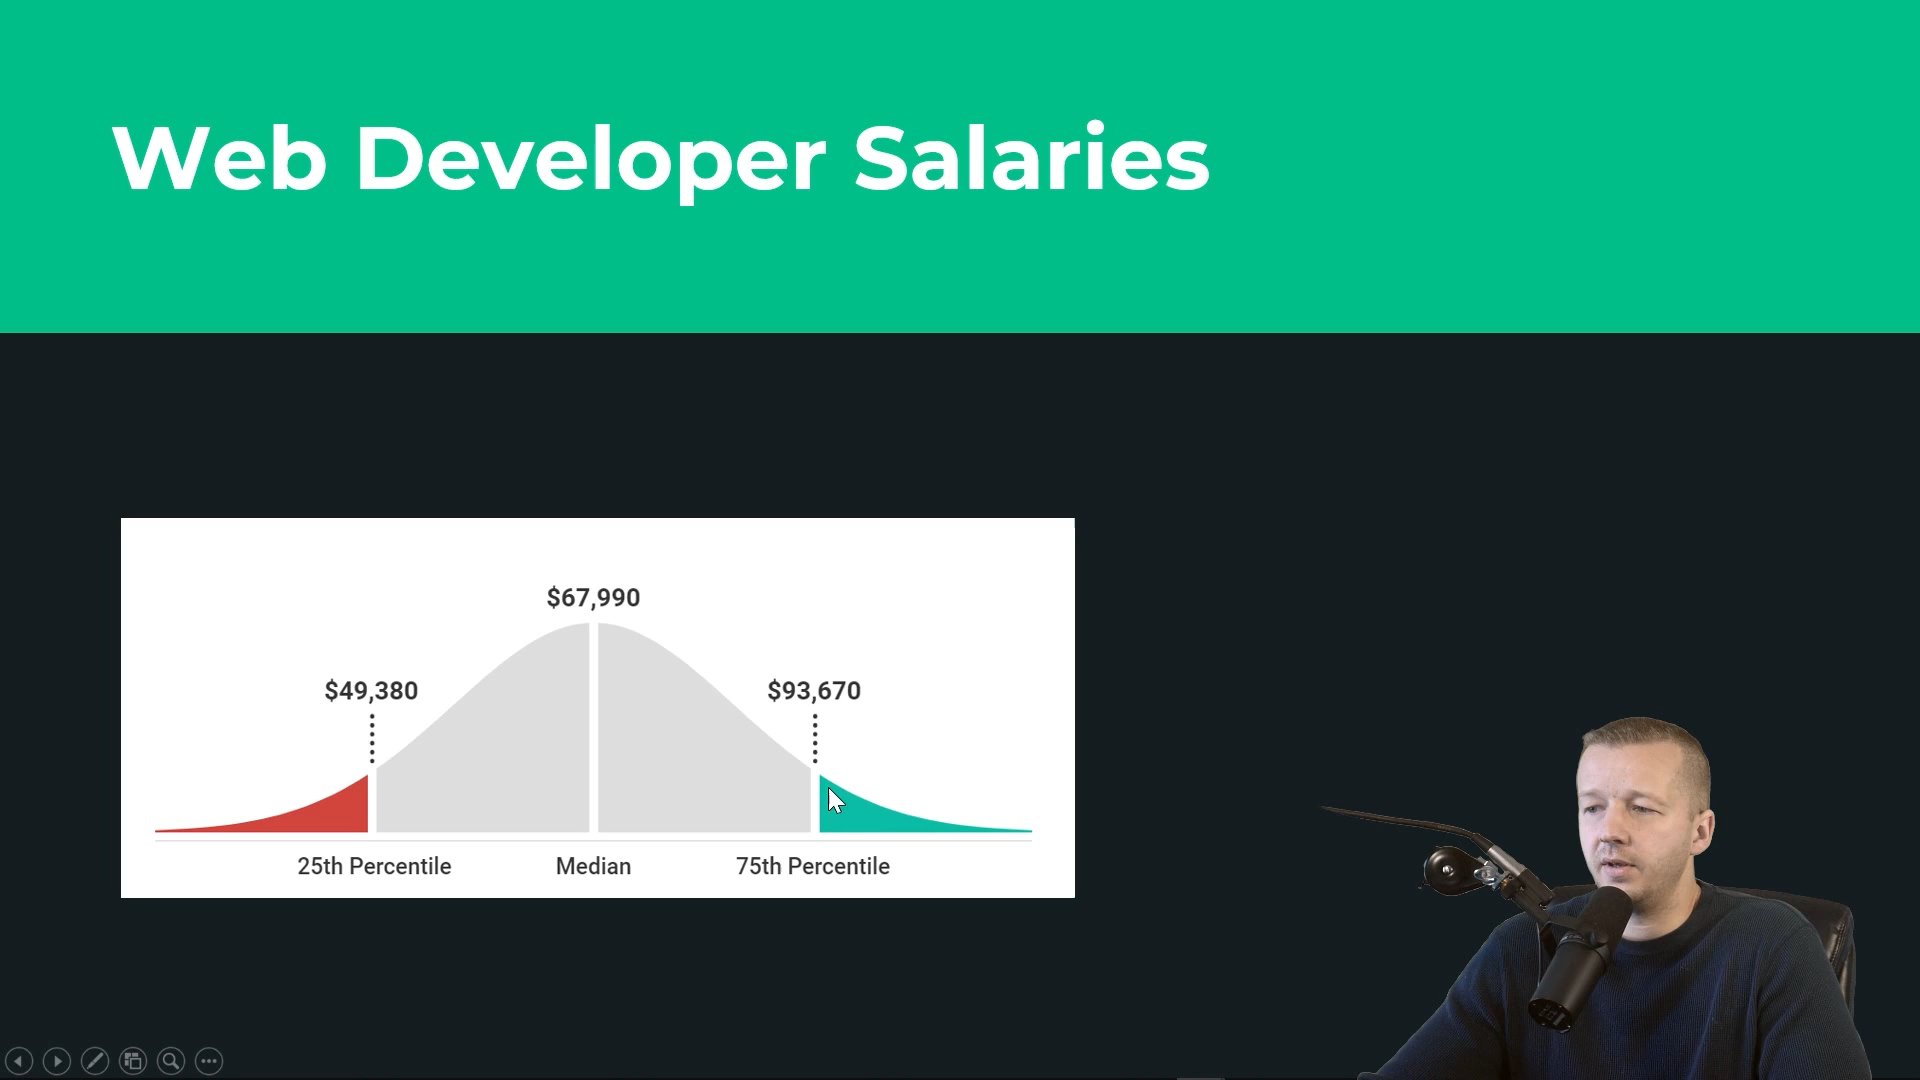 Web Developer Salaries
$67,990
$49,380
$93,670
25th Percentile
Median
75th Percentile